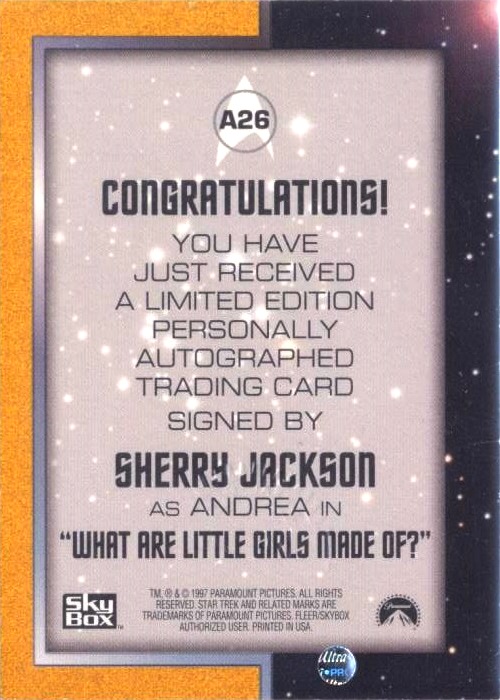 A26
CONGRATULATIONS!
YOU HAVE
JUST RECEIVED
A LIMITED EDITION
PERSONALLY
AUTOGRAPHED
TRADING CARD
SIGNED BY
SHERRY JACKSON
AS ANDREA IN
"WHAT ARE LITTLE GIRLS MADE OF?"
TM, ® & © 1997 PARAMOUNT PICTURES. ALL RIGHTS
RESERVED. STAR TREK AND RELATED MARKS ARE
TRADEMARKS OF PARAMOUNT PICTURES. FLEER/SKYBOX
AUTHORIZED USER. PRINTED IN USA.
Sky
BOX™
Paramount
Ultra
PRO